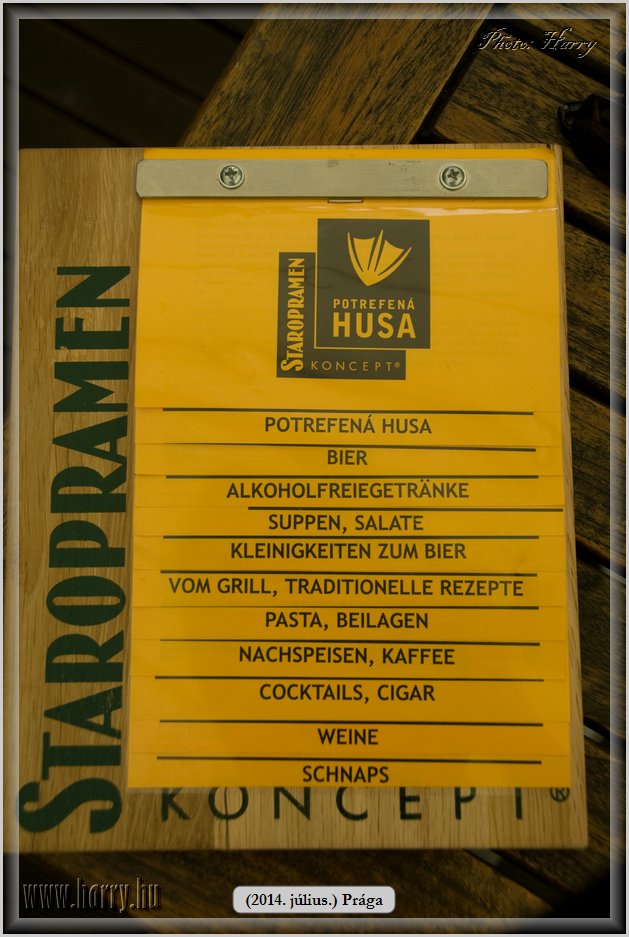 Photo: Harry
STAROPRAMEN
STAROPRAMEN
POTREFENÁ
HUSA
KONCEPT®
POTREFENÁ HUSA
BIER
ALKOHOLFREIEGETRÄNKE
SUPPEN, SALATE
KLEINIGKEITEN ZUM BIER
VOM GRILL, TRADITIONELLE REZEPTE
PASTA, BEILAGEN
NACHSPEISEN, KAFFEE
COCKTAILS, CIGAR
WEINE
SCHNAPS
KONCEPT®
www.harry.hu
(2014. július.) Prága